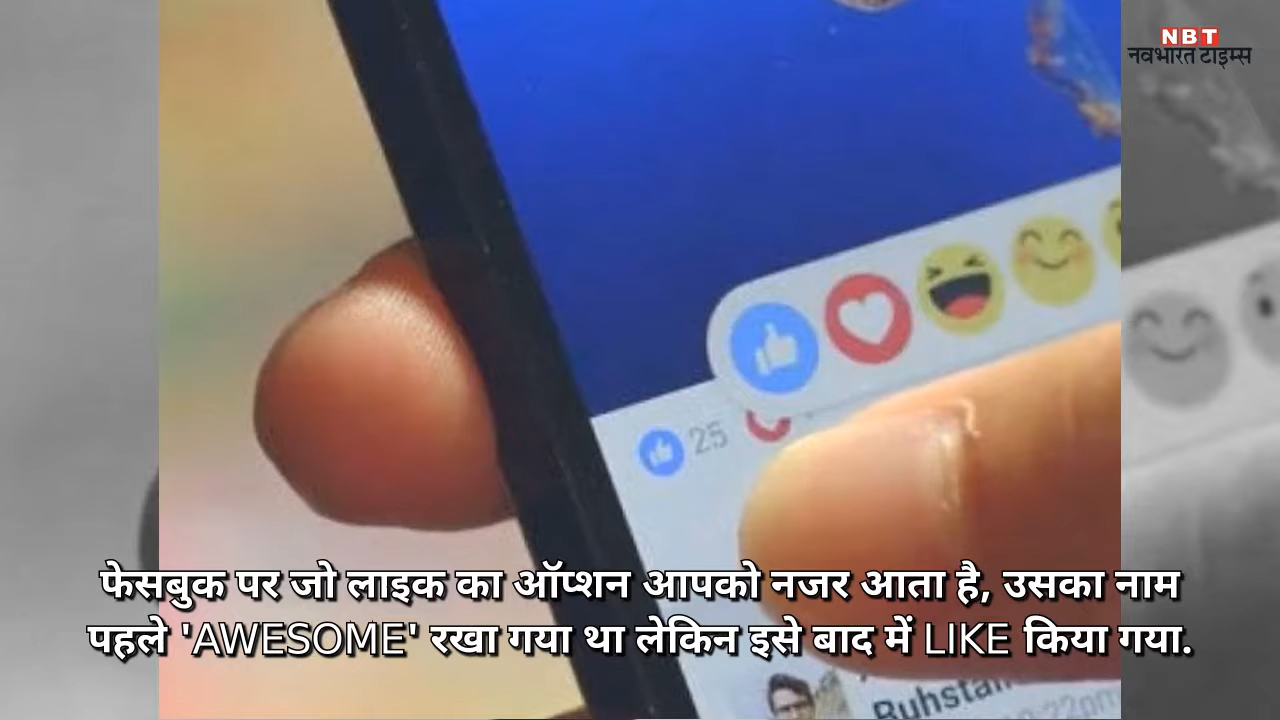 NBT
नवभारत टाइम्स
25
फेसबुक पर जो लाइक का ऑप्शन आपको नजर आता है, उसका नाम
पहले 'AWESOME' रखा गया था लेकिन इसे बाद में LIKE किया गया.